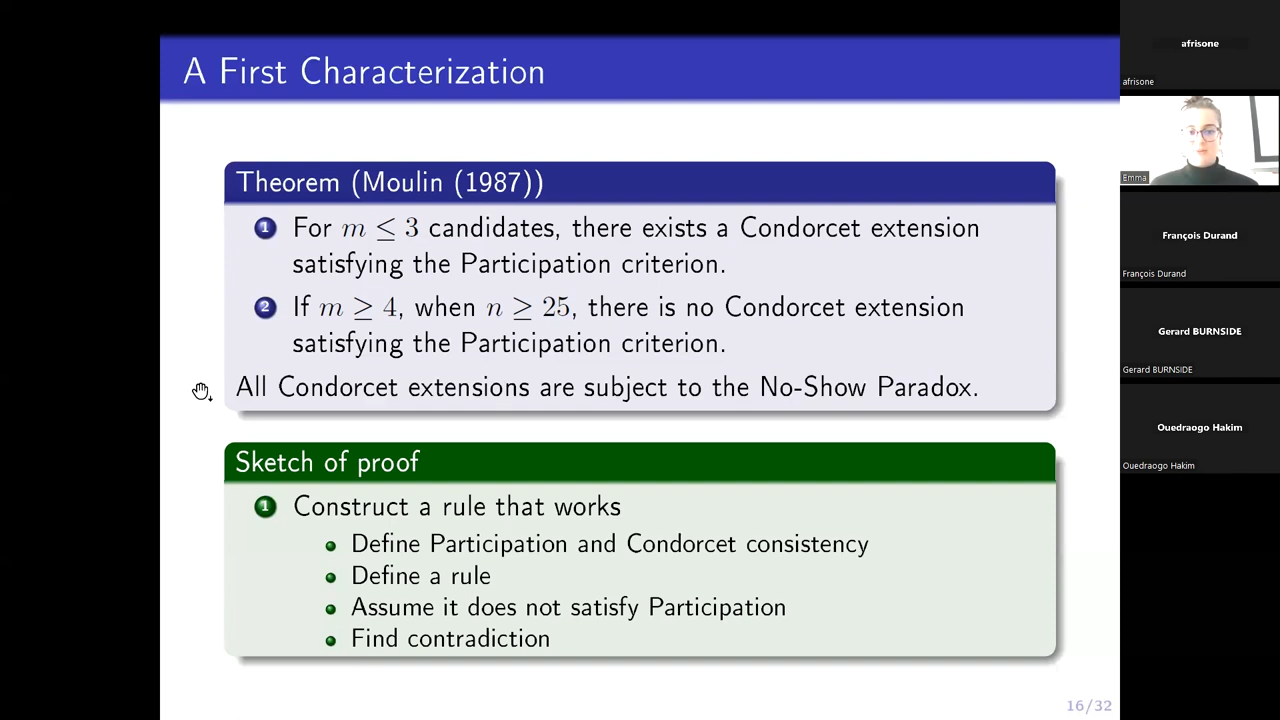 A First Characterization
Theorem (Moulin (1987))
1 For m ≤ 3 candidates, there exists a Condorcet extension
satisfying the Participation criterion.
2 If m ≥ 4, when n ≥ 25, there is no Condorcet extension
satisfying the Participation criterion.
All Condorcet extensions are subject to the No-Show Paradox.
Sketch of proof
1 Construct a rule that works
Define Participation and Condorcet consistency
Define a rule
Assume it does not satisfy Participation
Find contradiction
16/32
afrisone
afrisone
Emma
François Durand
François Durand
Gerard BURNSIDE
Gerard BURNSIDE
Ouedraogo Hakim
Ouedraogo Hakim